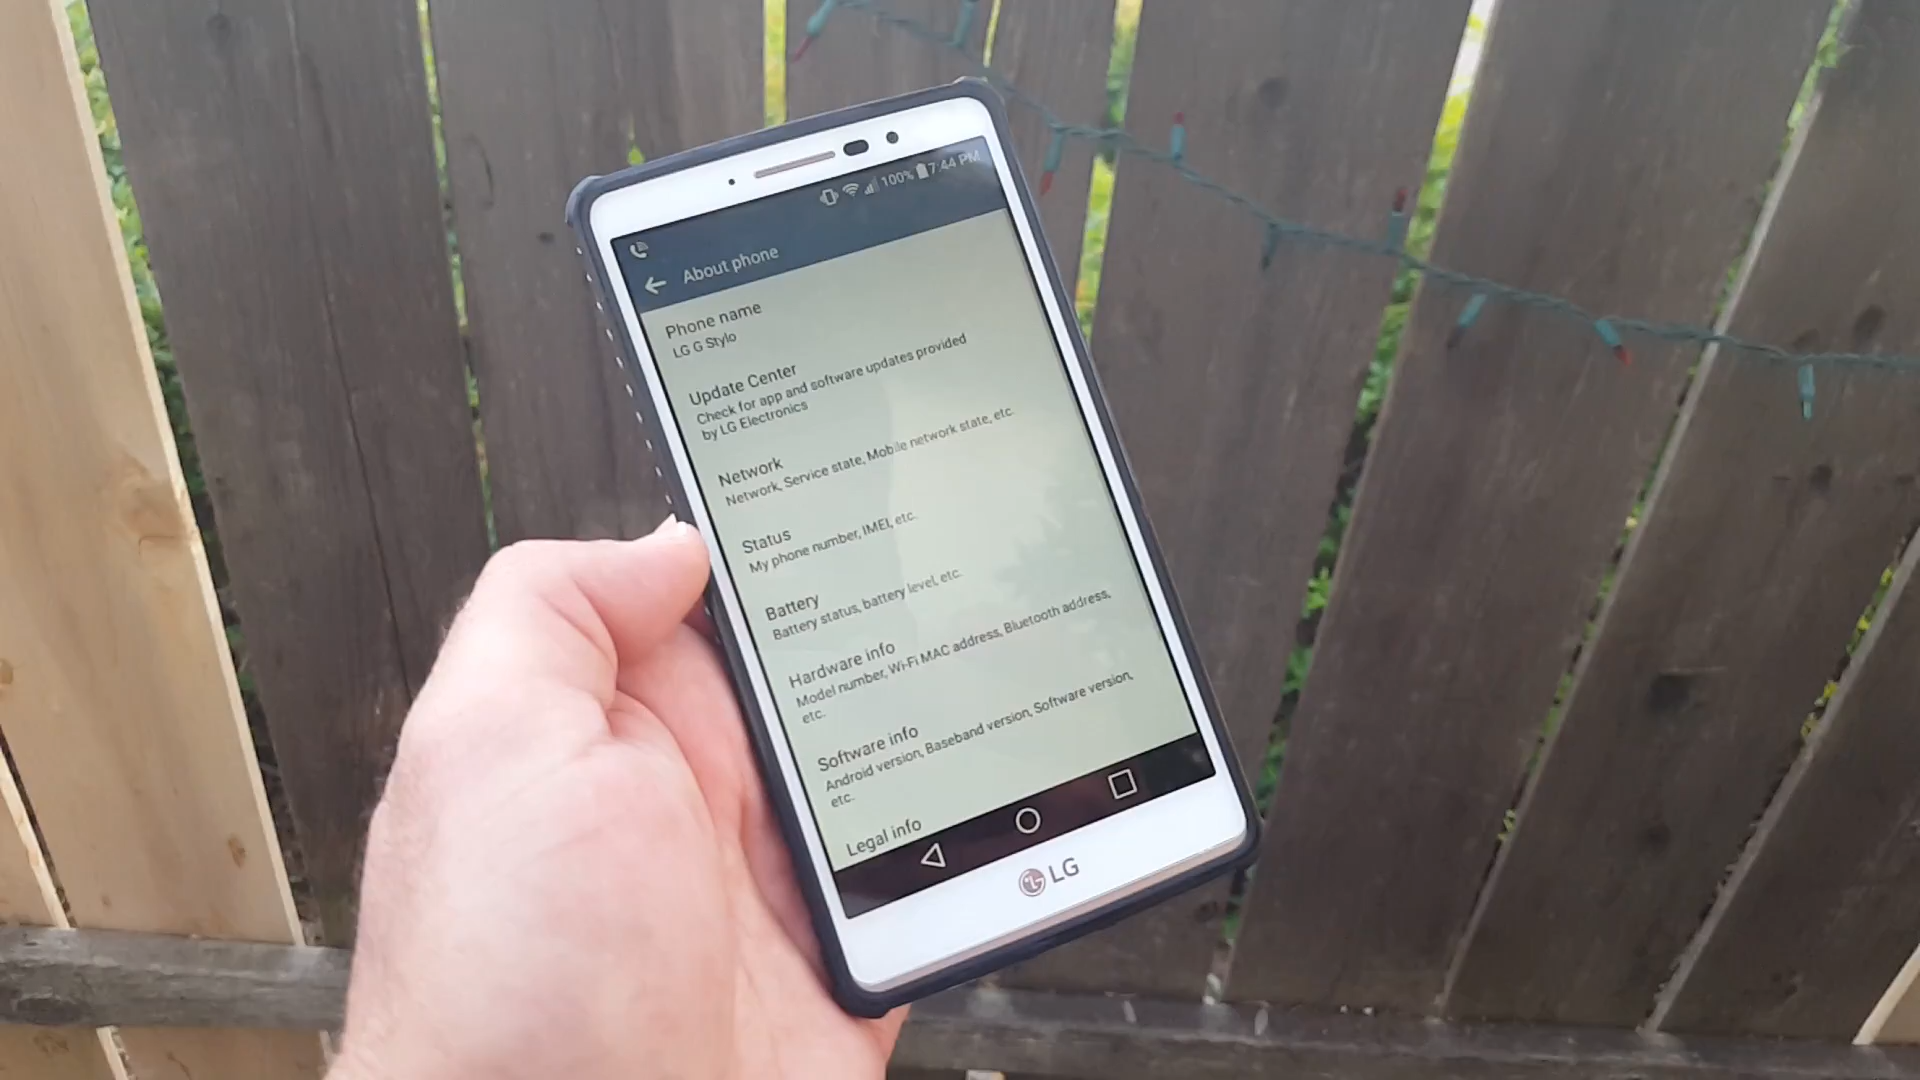 100% 7:44 PM
About phone
Phone name
LG G Stylo
Update Center
Check for app and software updates provided
by LG Electronics
Network
Network, Service state, Mobile network state, etc.
Status
My phone number, IMEI, etc.
Battery
Battery status, battery level, etc.
Hardware info
Model number, Wi-Fi MAC address, Bluetooth address,
etc.
Software info
Android version, Baseband version, Software version,
etc.
Legal info
LG